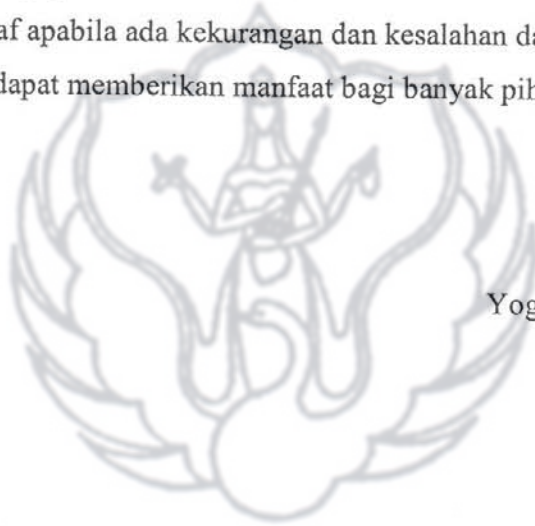 af apabila ada kekurangan dan kesalahan da
dapat memberikan manfaat bagi banyak pih
Yog